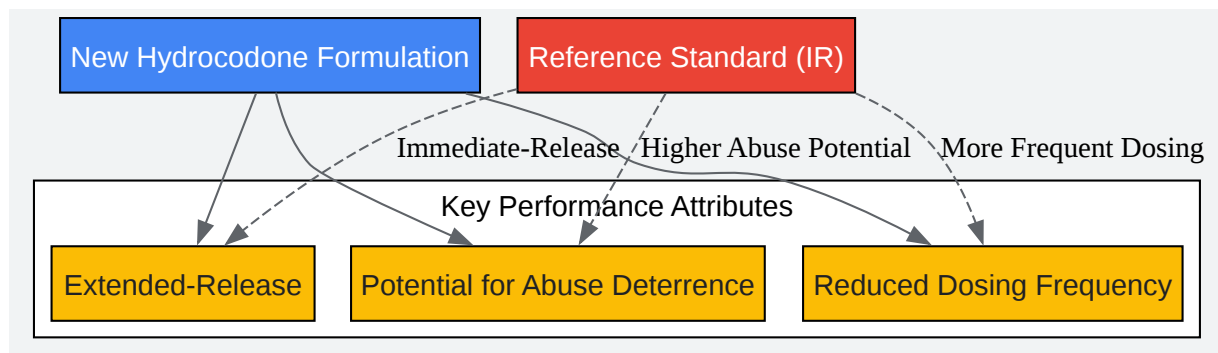 New Hydrocodone Formulation
Reference Standard (IR)
Immediate-Release
Higher Abuse Potential
More Frequent Dosing
Key Performance Attributes
Extended-Release
Potential for Abuse Deterrence
Reduced Dosing Frequency